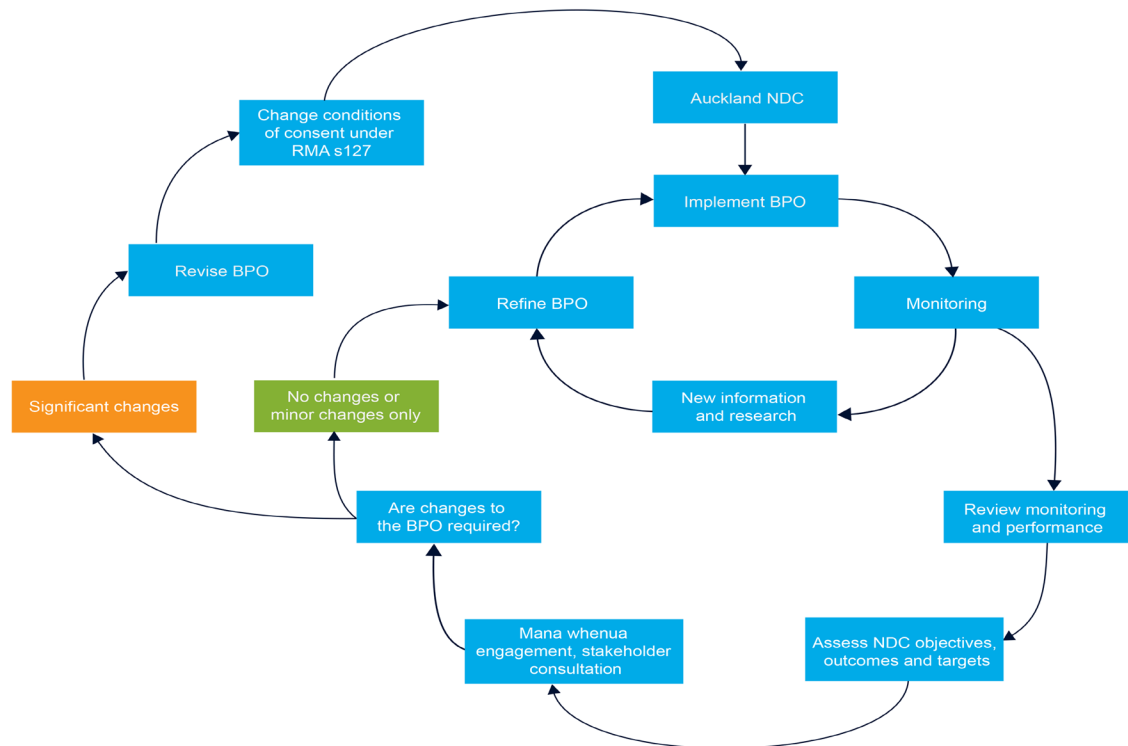 Auckland NDC
Change conditions
of consent under
RMA s127
Implement BPO
Revise BPO
Refine BPO
Monitoring
Significant changes
No changes or
minor changes only
New information
and research
Are changes to
the BPO required?
Review monitoring
and performance
Mana whenua
engagement, stakeholder
consultation
Assess NDC objectives,
outcomes and targets